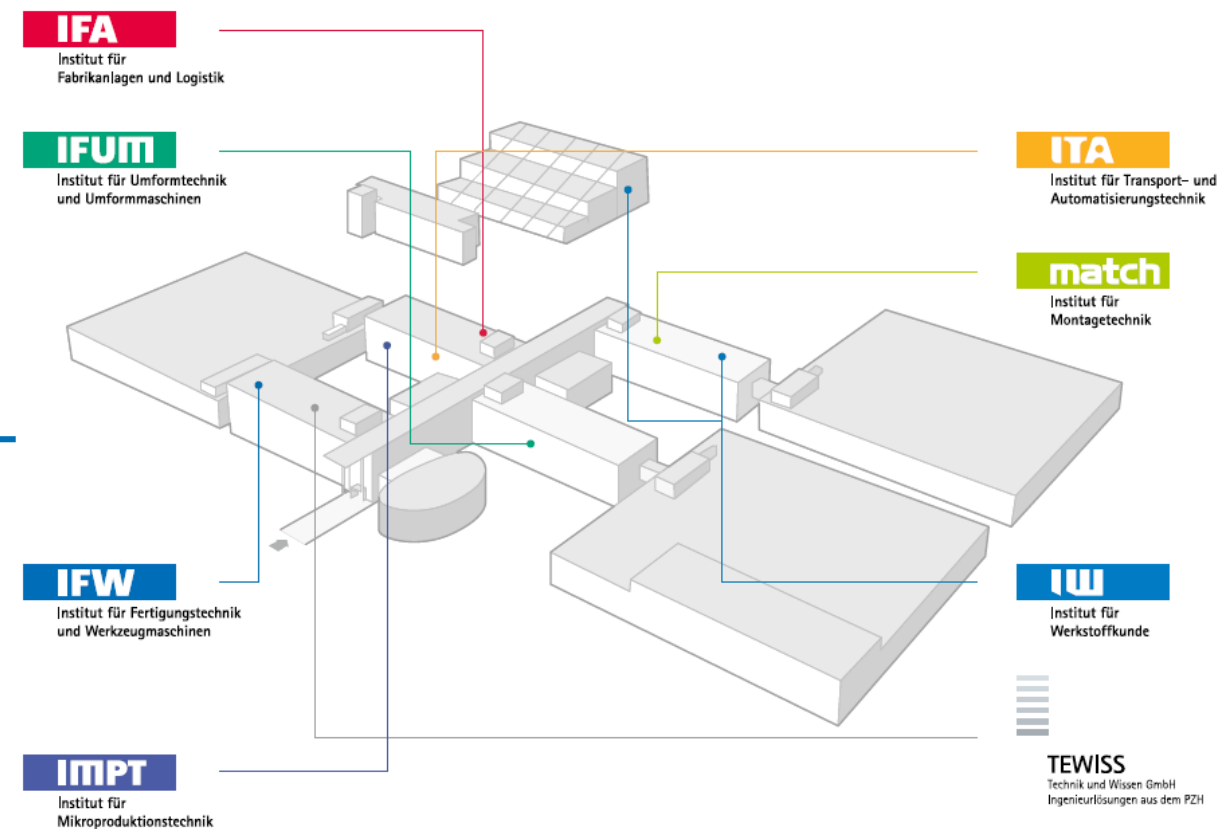 IFA
Institut für
Fabrikanlagen und Logistik
IFUM
Institut für Umformtechnik
und Umformmaschinen
ITA
Institut für Transport- und
Automatisierungstechnik
match
Institut für
Montagetechnik
IFW
Institut für Fertigungstechnik
und Werkzeugmaschinen
IW
Institut für
Werkstoffkunde
TEWISS
Technik und Wissen GmbH
Ingenieurlösungen aus dem PZH
IMPT
Institut für
Mikroproduktionstechnik